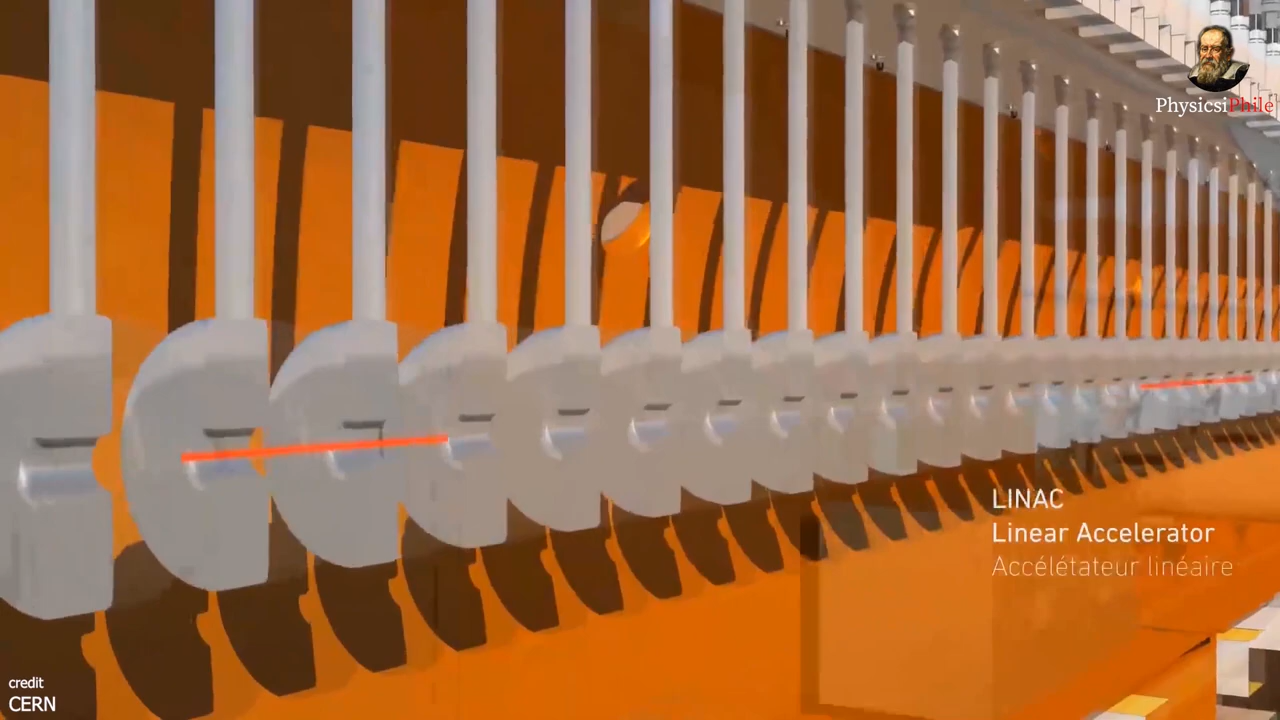 PhysicsiPhile
LINAC
Linear Accelerator
Accélétateur linéaire
credit
CERN